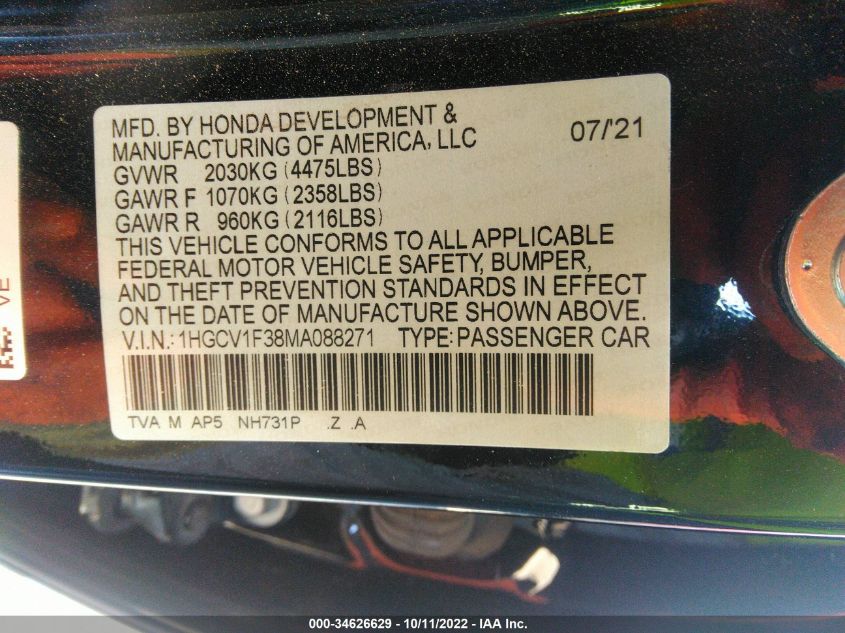 MFD. BY HONDA DEVELOPMENT &
MANUFACTURING OF AMERICA, LLC 07/'21
GVWR 2030KG (4475LBS)
GAWR F 1070KG (2358LBS)
GAWR R 960KG (2116LBS)
THIS VEHICLE CONFORMS TO ALL APPLICABLE
FEDERAL MOTOR VEHICLE SAFETY, BUMPER,
AND THEFT PREVENTION STANDARDS IN EFFECT
ON THE DATE OF MANUFACTURE SHOWN ABOVE.
V.I.N.: 1HGCV1F38MA088271 TYPE: PASSENGER CAR
TVA M AP5 NH731P .Z .A
VE
000-34626629 - 10/11/2022 - IAA Inc.